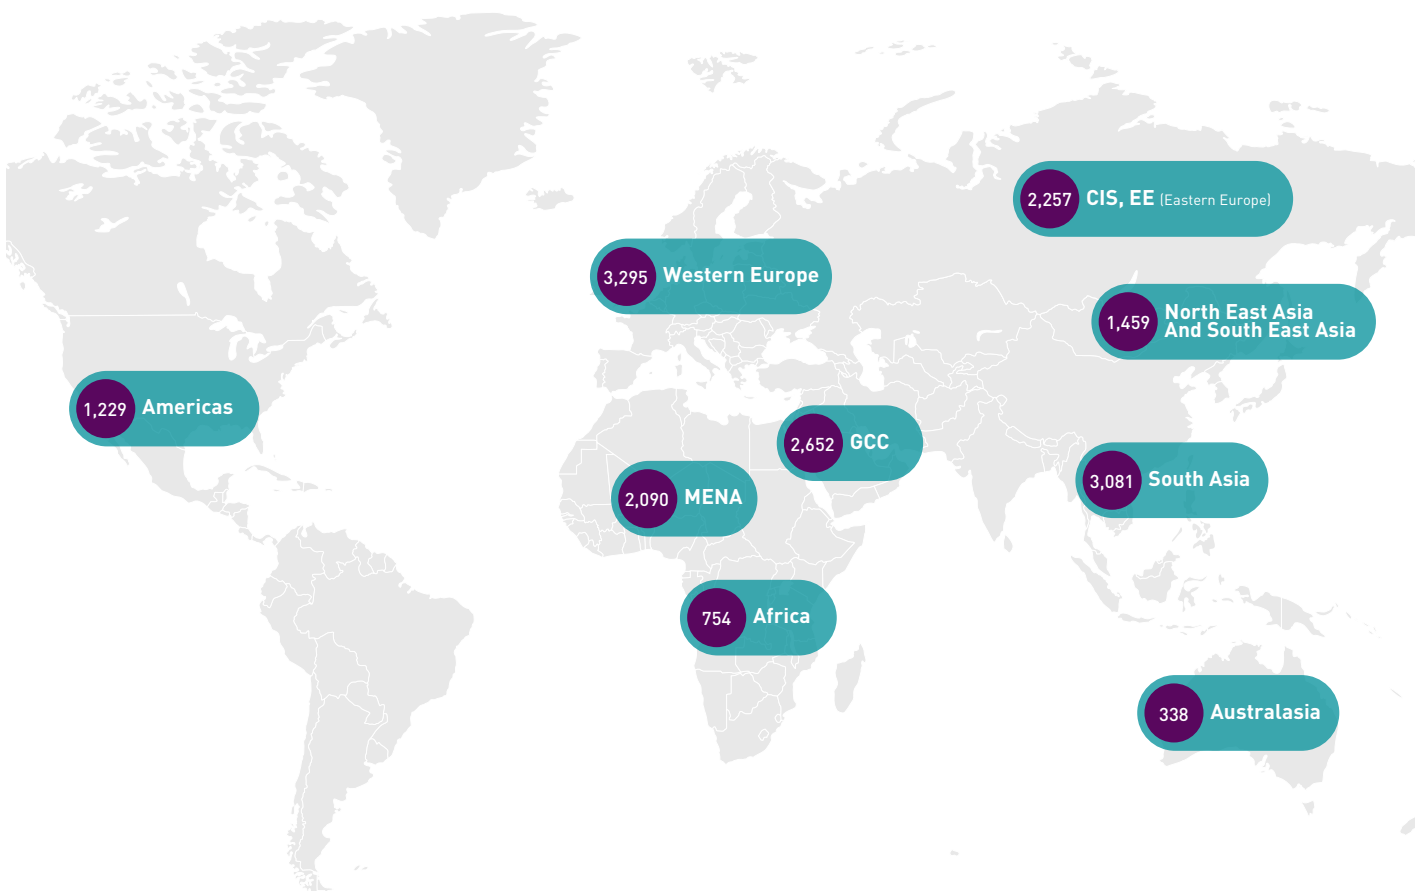 2,257 CIS, EE (Eastern Europe)
3,295 Western Europe
1,459 North East Asia
And South East Asia
1,229 Americas
2,652 GCC
3,081 South Asia
2,090 MENA
754 Africa
338 Australasia